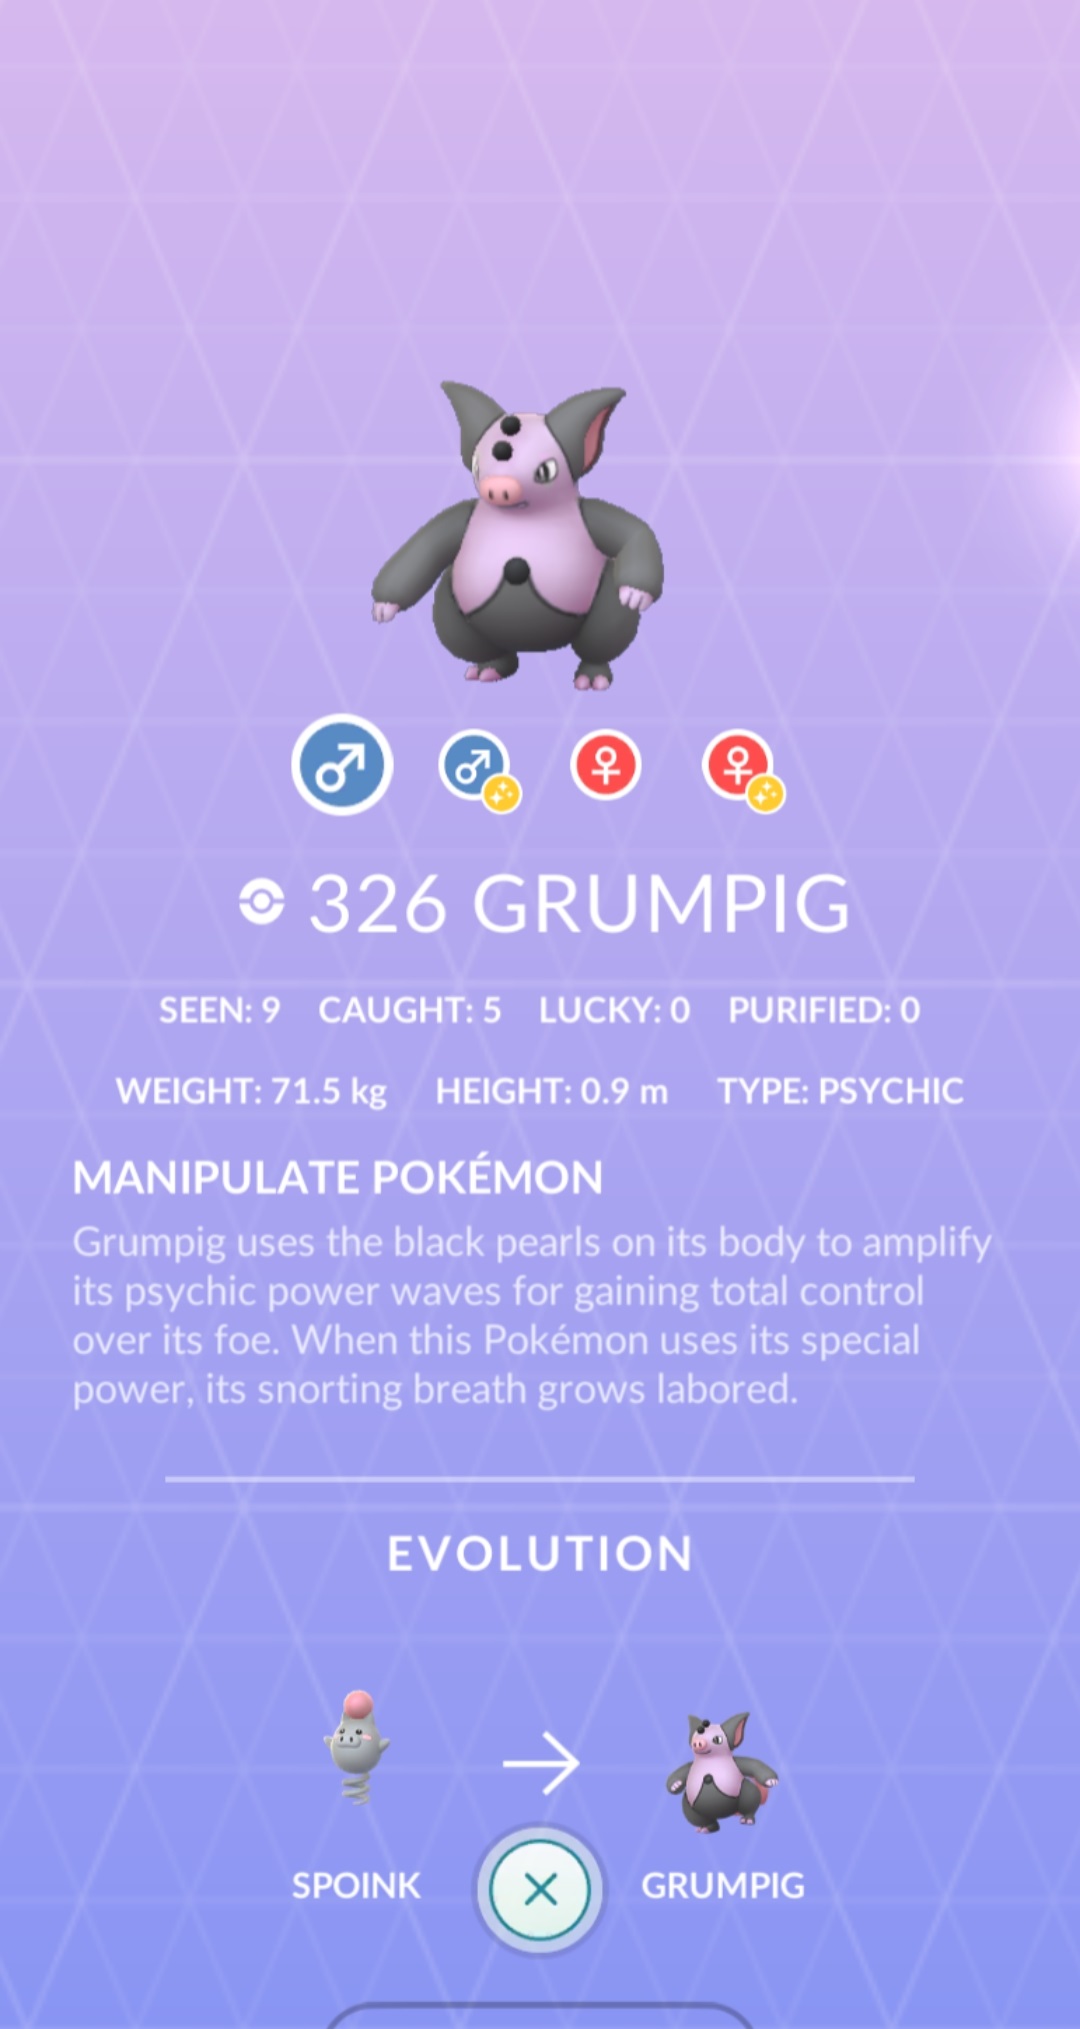 326 GRUMPIG
SEEN: 9 CAUGHT: 5 LUCKY: 0 PURIFIED: 0
WEIGHT: 71.5 kg HEIGHT: 0.9 m TYPE: PSYCHIC
MANIPULATE POKÉMON
Grumpig uses the black pearls on its body to amplify
its psychic power waves for gaining total control
over its foe. When this Pokémon uses its special
power, its snorting breath grows labored.
EVOLUTION
SPOINK GRUMPIG